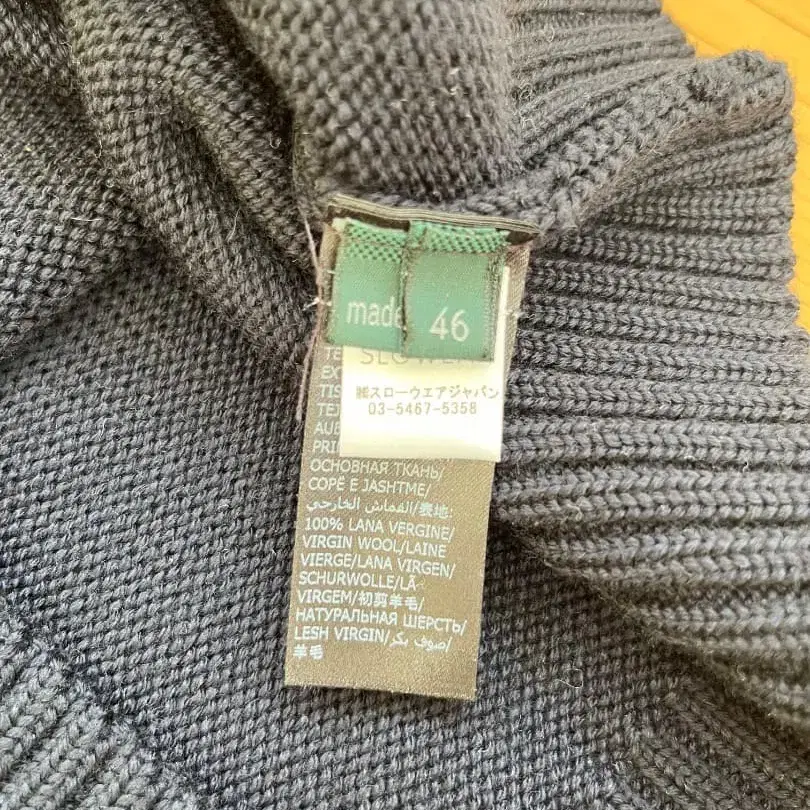 made
46
㈱スローウエアジャパン
03-5467-5358
ОСНОВНАЯ ТКАНЬ/
COPË E JASHTME/
القماش الخارجي/表地:
100% LANA VERGINE/
VIRGIN WOOL/LAINE
VIERGE/LANA VIRGEN/
SCHURWOLLE/LÃ
VIRGEM/初剪羊毛/
НАТУРАЛЬНАЯ ШЕРСТЬ/
LESH VIRGIN/صوف بكر/
羊毛